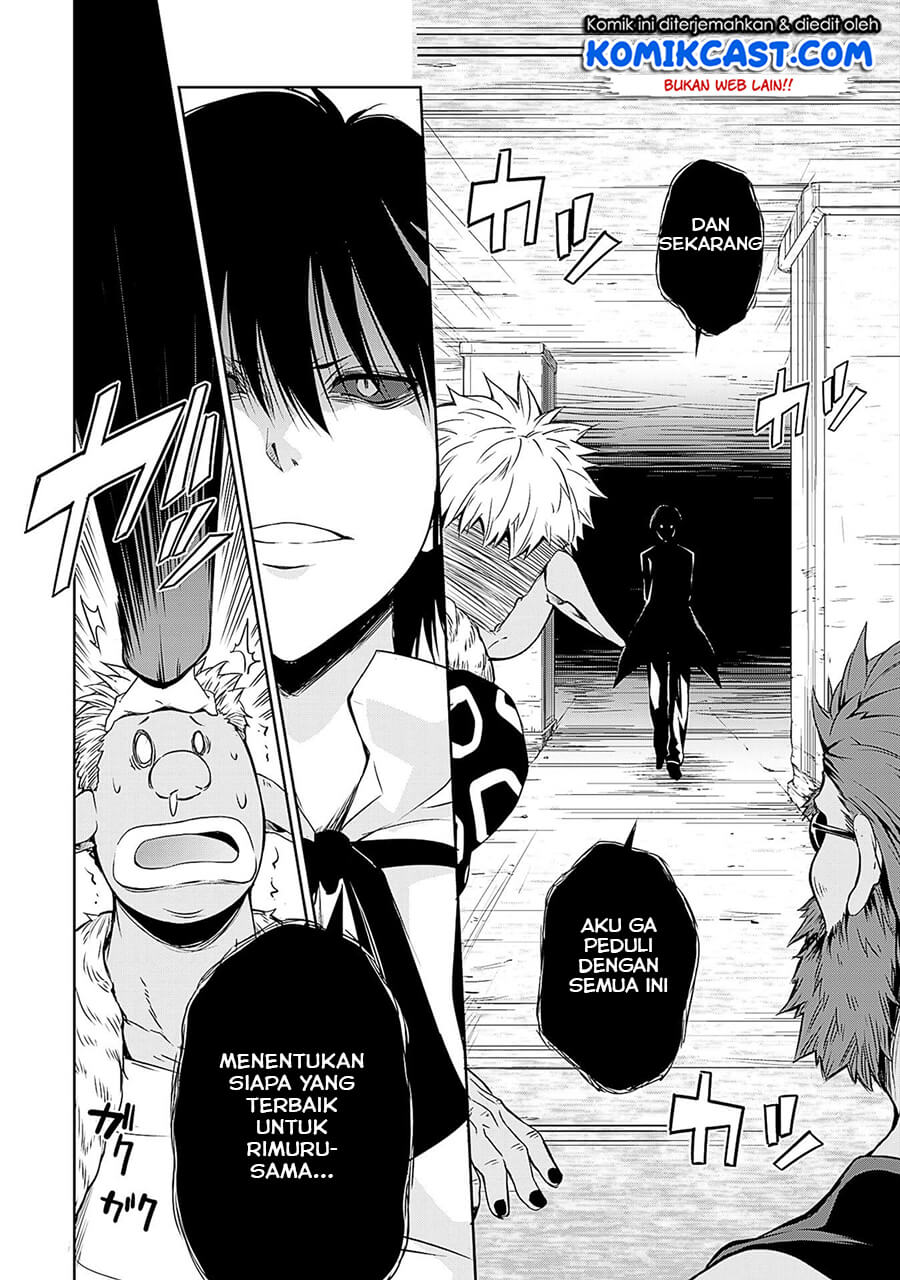 Komik ini diterjemahkan & diedit oleh
KOMIKCAST.COM
BUKAN WEB LAIN!!
DAN
SEKARANG
カッ
カッ
AKU GA
PEDULI
DENGAN
SEMUA INI
カッ
ガッ
MENENTUKAN
SIAPA YANG
TERBAIK
UNTUK
RIMURU-
SAMA...
ガク
ガク